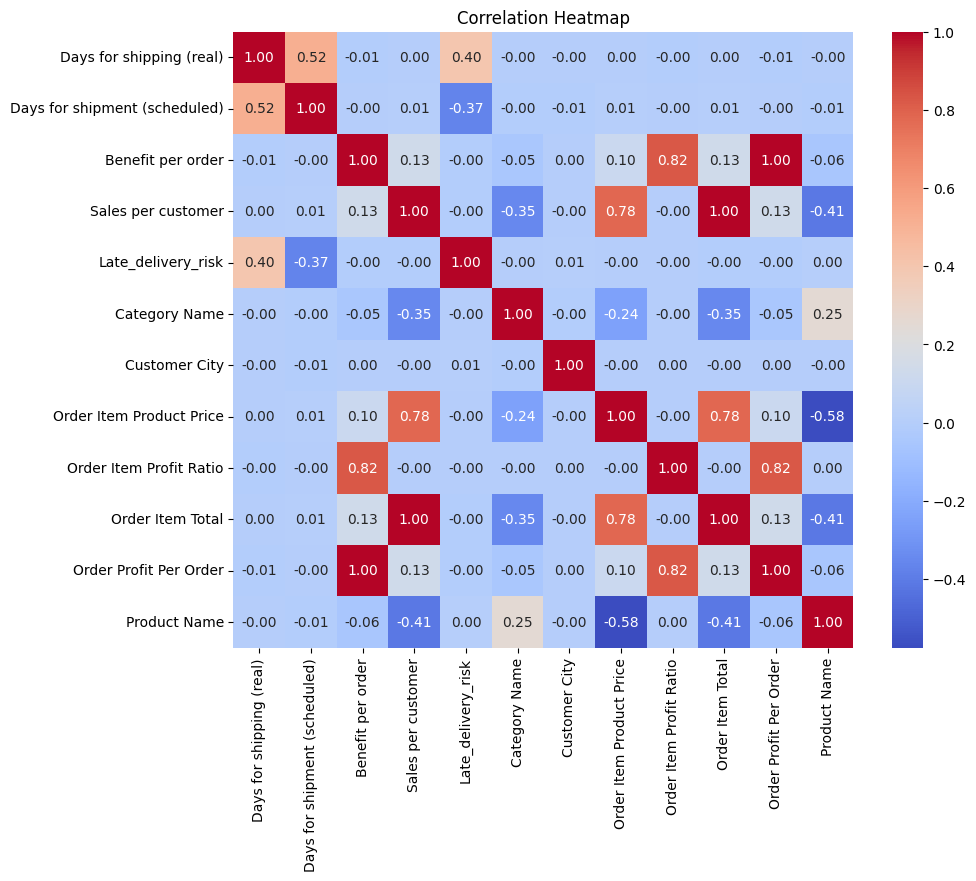 Correlation Heatmap
Days for shipping (real) 1.00 0.52 -0.01 0.00 0.40 -0.00 -0.00 0.00 -0.00 0.00 -0.01 -0.00
Days for shipment (scheduled) 0.52 1.00 -0.00 0.01 -0.37 -0.00 -0.01 0.01 -0.00 0.01 -0.00 -0.01
Benefit per order -0.01 -0.00 1.00 0.13 -0.00 -0.05 0.00 0.10 0.82 0.13 1.00 -0.06
Sales per customer 0.00 0.01 0.13 1.00 -0.00 -0.35 -0.00 0.78 -0.00 1.00 0.13 -0.41
Late_delivery_risk 0.40 -0.37 -0.00 -0.00 1.00 -0.00 0.01 -0.00 -0.00 -0.00 -0.00 0.00
Category Name -0.00 -0.00 -0.05 -0.35 -0.00 1.00 -0.00 -0.24 -0.00 -0.35 -0.05 0.25
Customer City -0.00 -0.01 0.00 -0.00 0.01 -0.00 1.00 -0.00 0.00 -0.00 0.00 -0.00
Order Item Product Price 0.00 0.01 0.10 0.78 -0.00 -0.24 -0.00 1.00 -0.00 0.78 0.10 -0.58
Order Item Profit Ratio -0.00 -0.00 0.82 -0.00 -0.00 -0.00 0.00 -0.00 1.00 -0.00 0.82 0.00
Order Item Total 0.00 0.01 0.13 1.00 -0.00 -0.35 -0.00 0.78 -0.00 1.00 0.13 -0.41
Order Profit Per Order -0.01 -0.00 1.00 0.13 -0.00 -0.05 0.00 0.10 0.82 0.13 1.00 -0.06
Product Name -0.00 -0.01 -0.06 -0.41 0.00 0.25 -0.00 -0.58 0.00 -0.41 -0.06 1.00
Days for shipping (real)
Days for shipment (scheduled)
Benefit per order
Sales per customer
Late_delivery_risk
Category Name
Customer City
Order Item Product Price
Order Item Profit Ratio
Order Item Total
Order Profit Per Order
Product Name
1.0
0.8
0.6
0.4
0.2
0.0
−0.2
−0.4